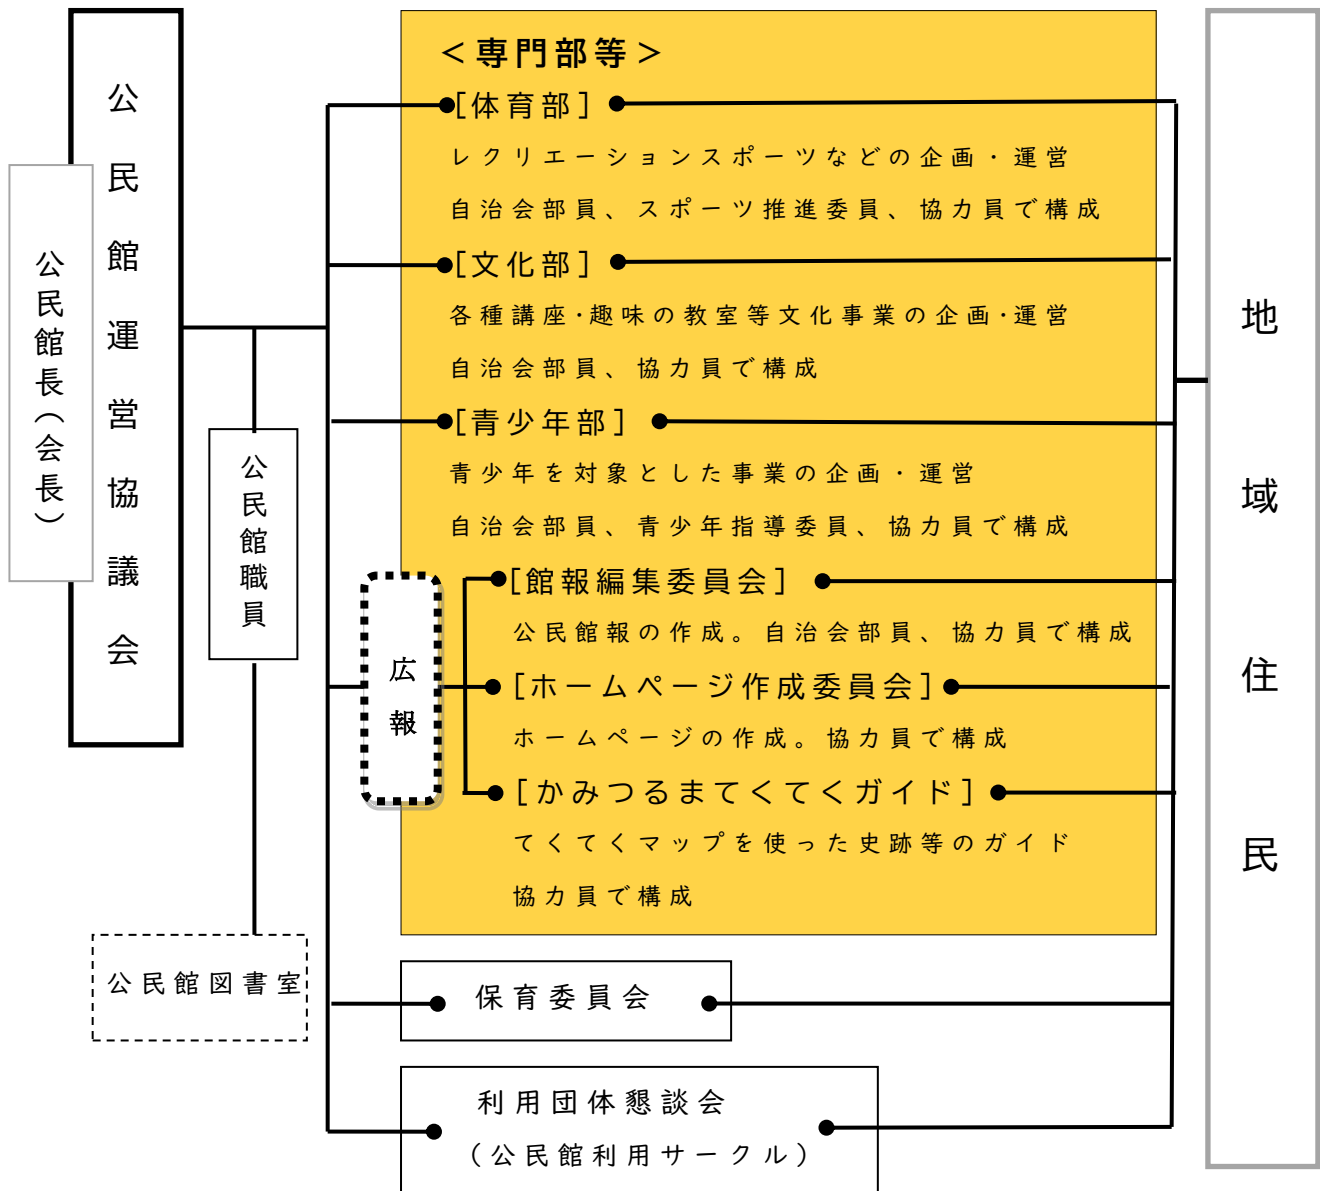 公民館長（会長）
公民館運営協議会
公民館職員
公民館図書室
＜専門部等＞
[体育部]
レクリエーションスポーツなどの企画・運営
自治会部員、スポーツ推進委員、協力員で構成
[文化部]
各種講座・趣味の教室等文化事業の企画・運営
自治会部員、協力員で構成
[青少年部]
青少年を対象とした事業の企画・運営
自治会部員、青少年指導委員、協力員で構成
広報
[館報編集委員会]
公民館報の作成。自治会部員、協力員で構成
[ホームページ作成委員会]
ホームページの作成。協力員で構成
[かみつるまてくてくガイド]
てくてくマップを使った史跡等のガイド
協力員で構成
保育委員会
利用団体懇談会
（公民館利用サークル）
地域住民